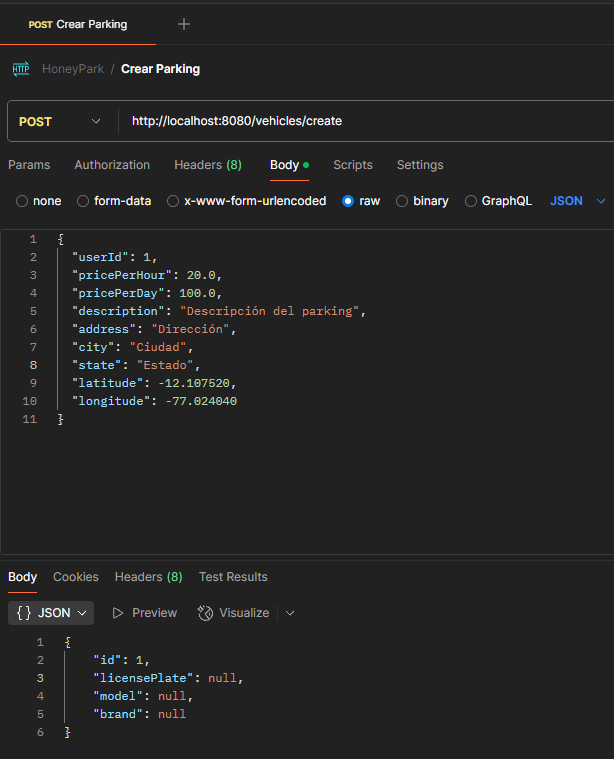 POST Crear Parking
HTTP HoneyPark / Crear Parking
POST http://localhost:8080/vehicles/create
Params Authorization Headers (8) Body Scripts Settings
none form-data x-www-form-urlencoded raw binary GraphQL JSON
1 {
2 "userId": 1,
3 "pricePerHour": 20.0,
4 "pricePerDay": 100.0,
5 "description": "Descripción del parking",
6 "address": "Dirección",
7 "city": "Ciudad",
8 "state": "Estado",
9 "latitude": -12.107520,
10 "longitude": -77.024040
11 }
Body Cookies Headers (8) Test Results
{} JSON Preview Visualize
1 {
2 "id": 1,
3 "licensePlate": null,
4 "model": null,
5 "brand": null
6 }